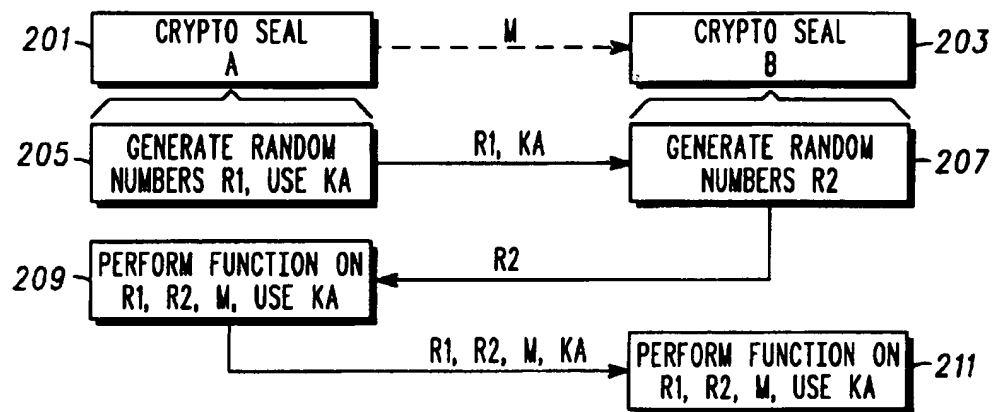 201
CRYPTO SEAL
A
M
CRYPTO SEAL
B
203
205
GENERATE RANDOM
NUMBERS R1, USE KA
R1, KA
GENERATE RANDOM
NUMBERS R2
207
R2
209
PERFORM FUNCTION ON
R1, R2, M, USE KA
R1, R2, M, KA
PERFORM FUNCTION ON
R1, R2, M, USE KA
211